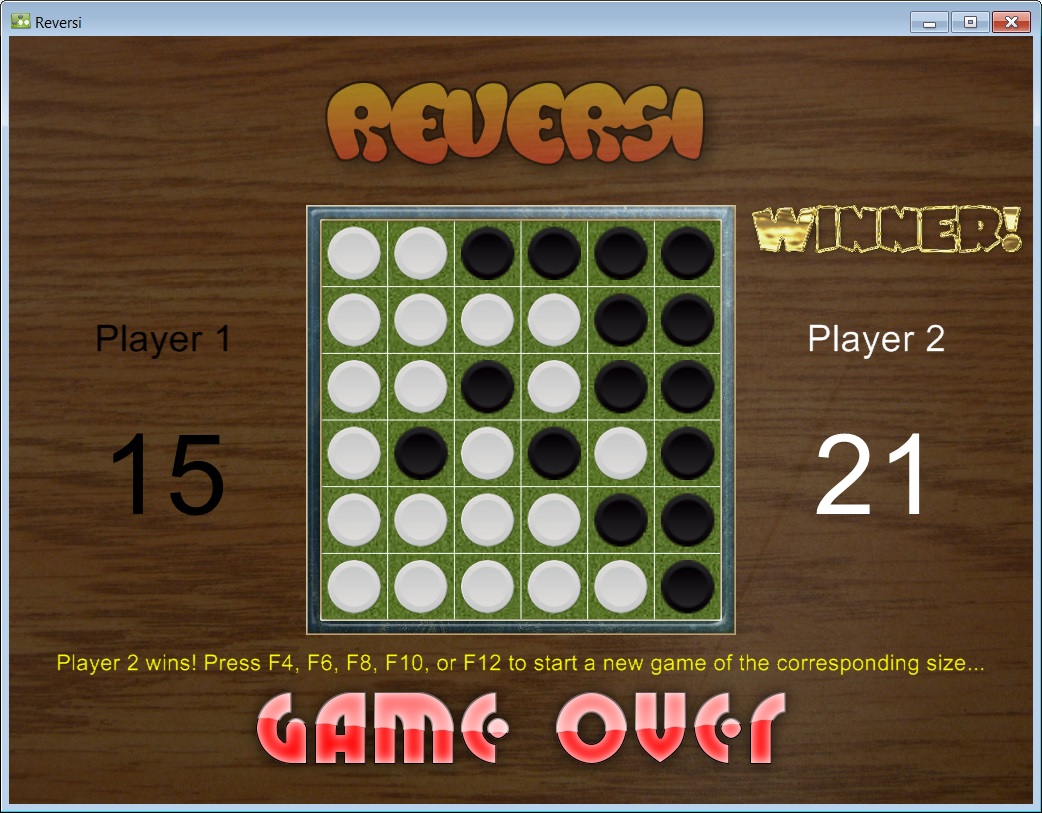 Reversi
REVERSI
WINNER!
Player 1
Player 2
15
21
Player 2 wins! Press F4, F6, F8, F10, or F12 to start a new game of the corresponding size...
GAME OVER